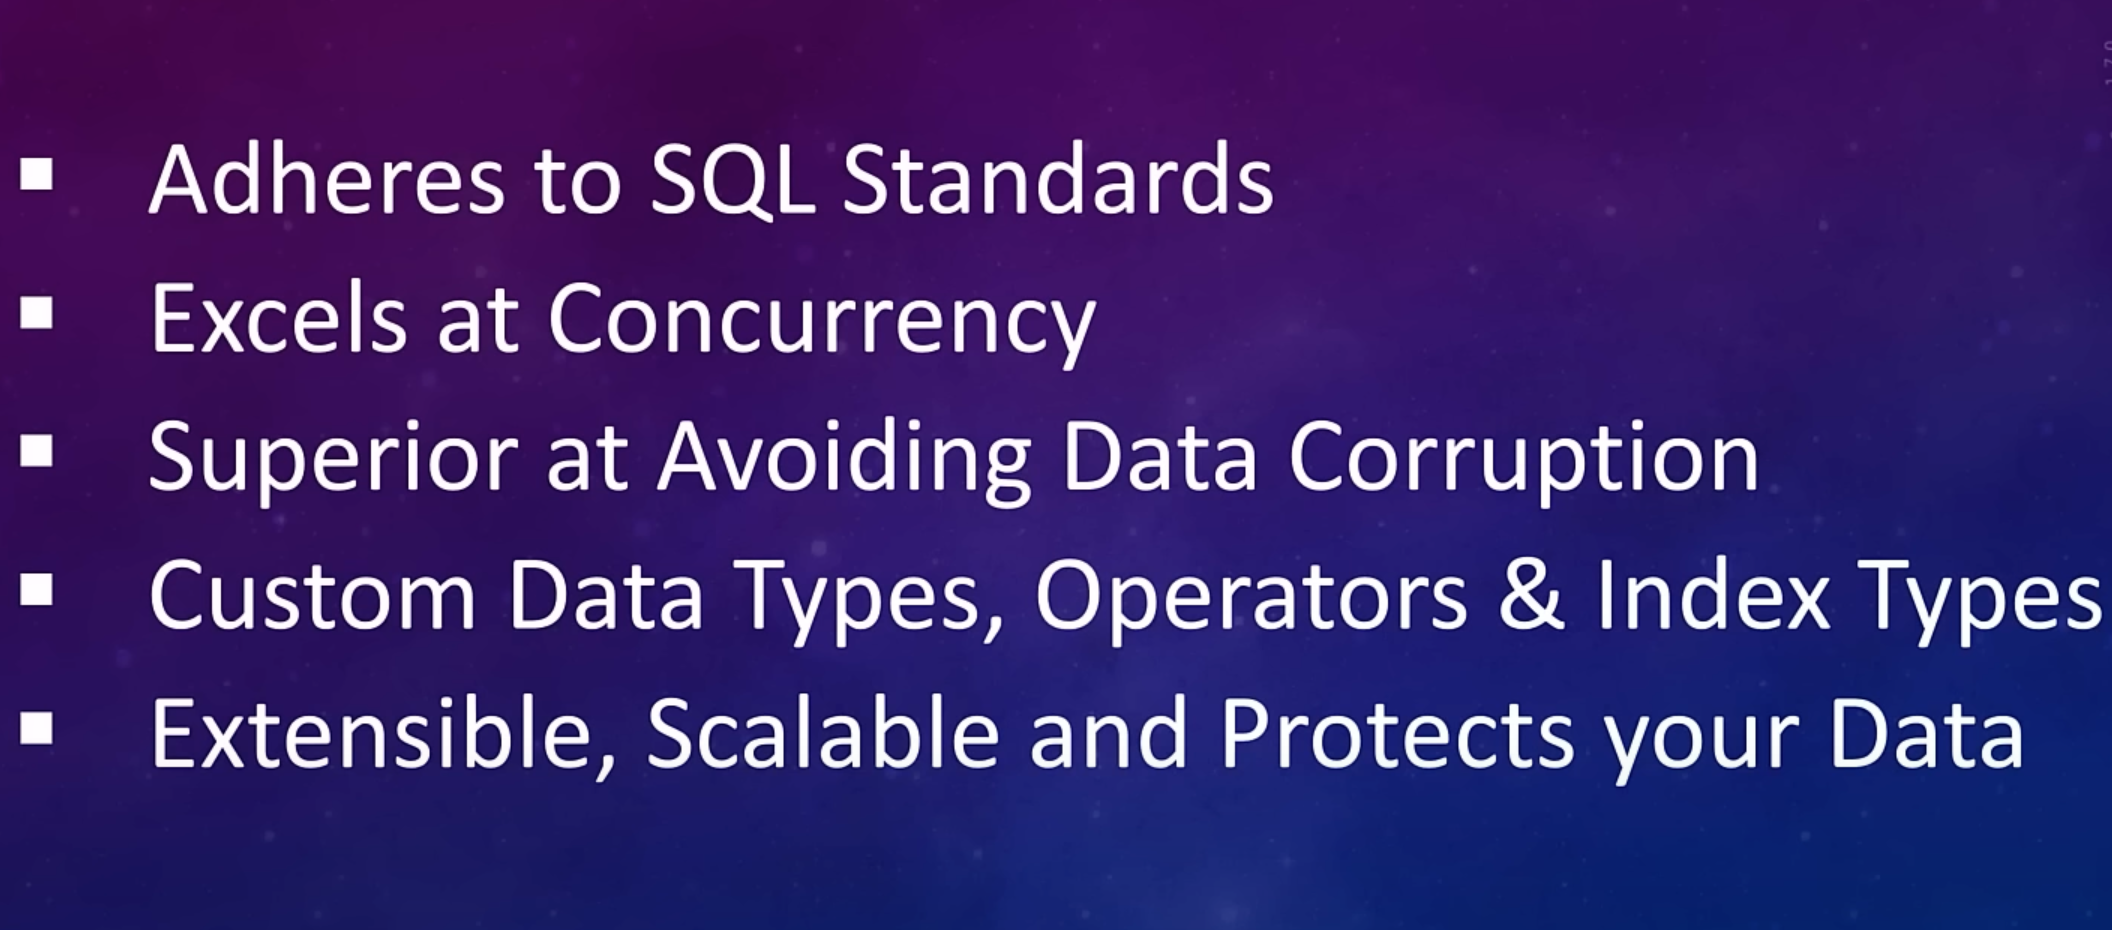 ▪ Adheres to SQL Standards
▪ Excels at Concurrency
▪ Superior at Avoiding Data Corruption
▪ Custom Data Types, Operators & Index Types
▪ Extensible, Scalable and Protects your Data